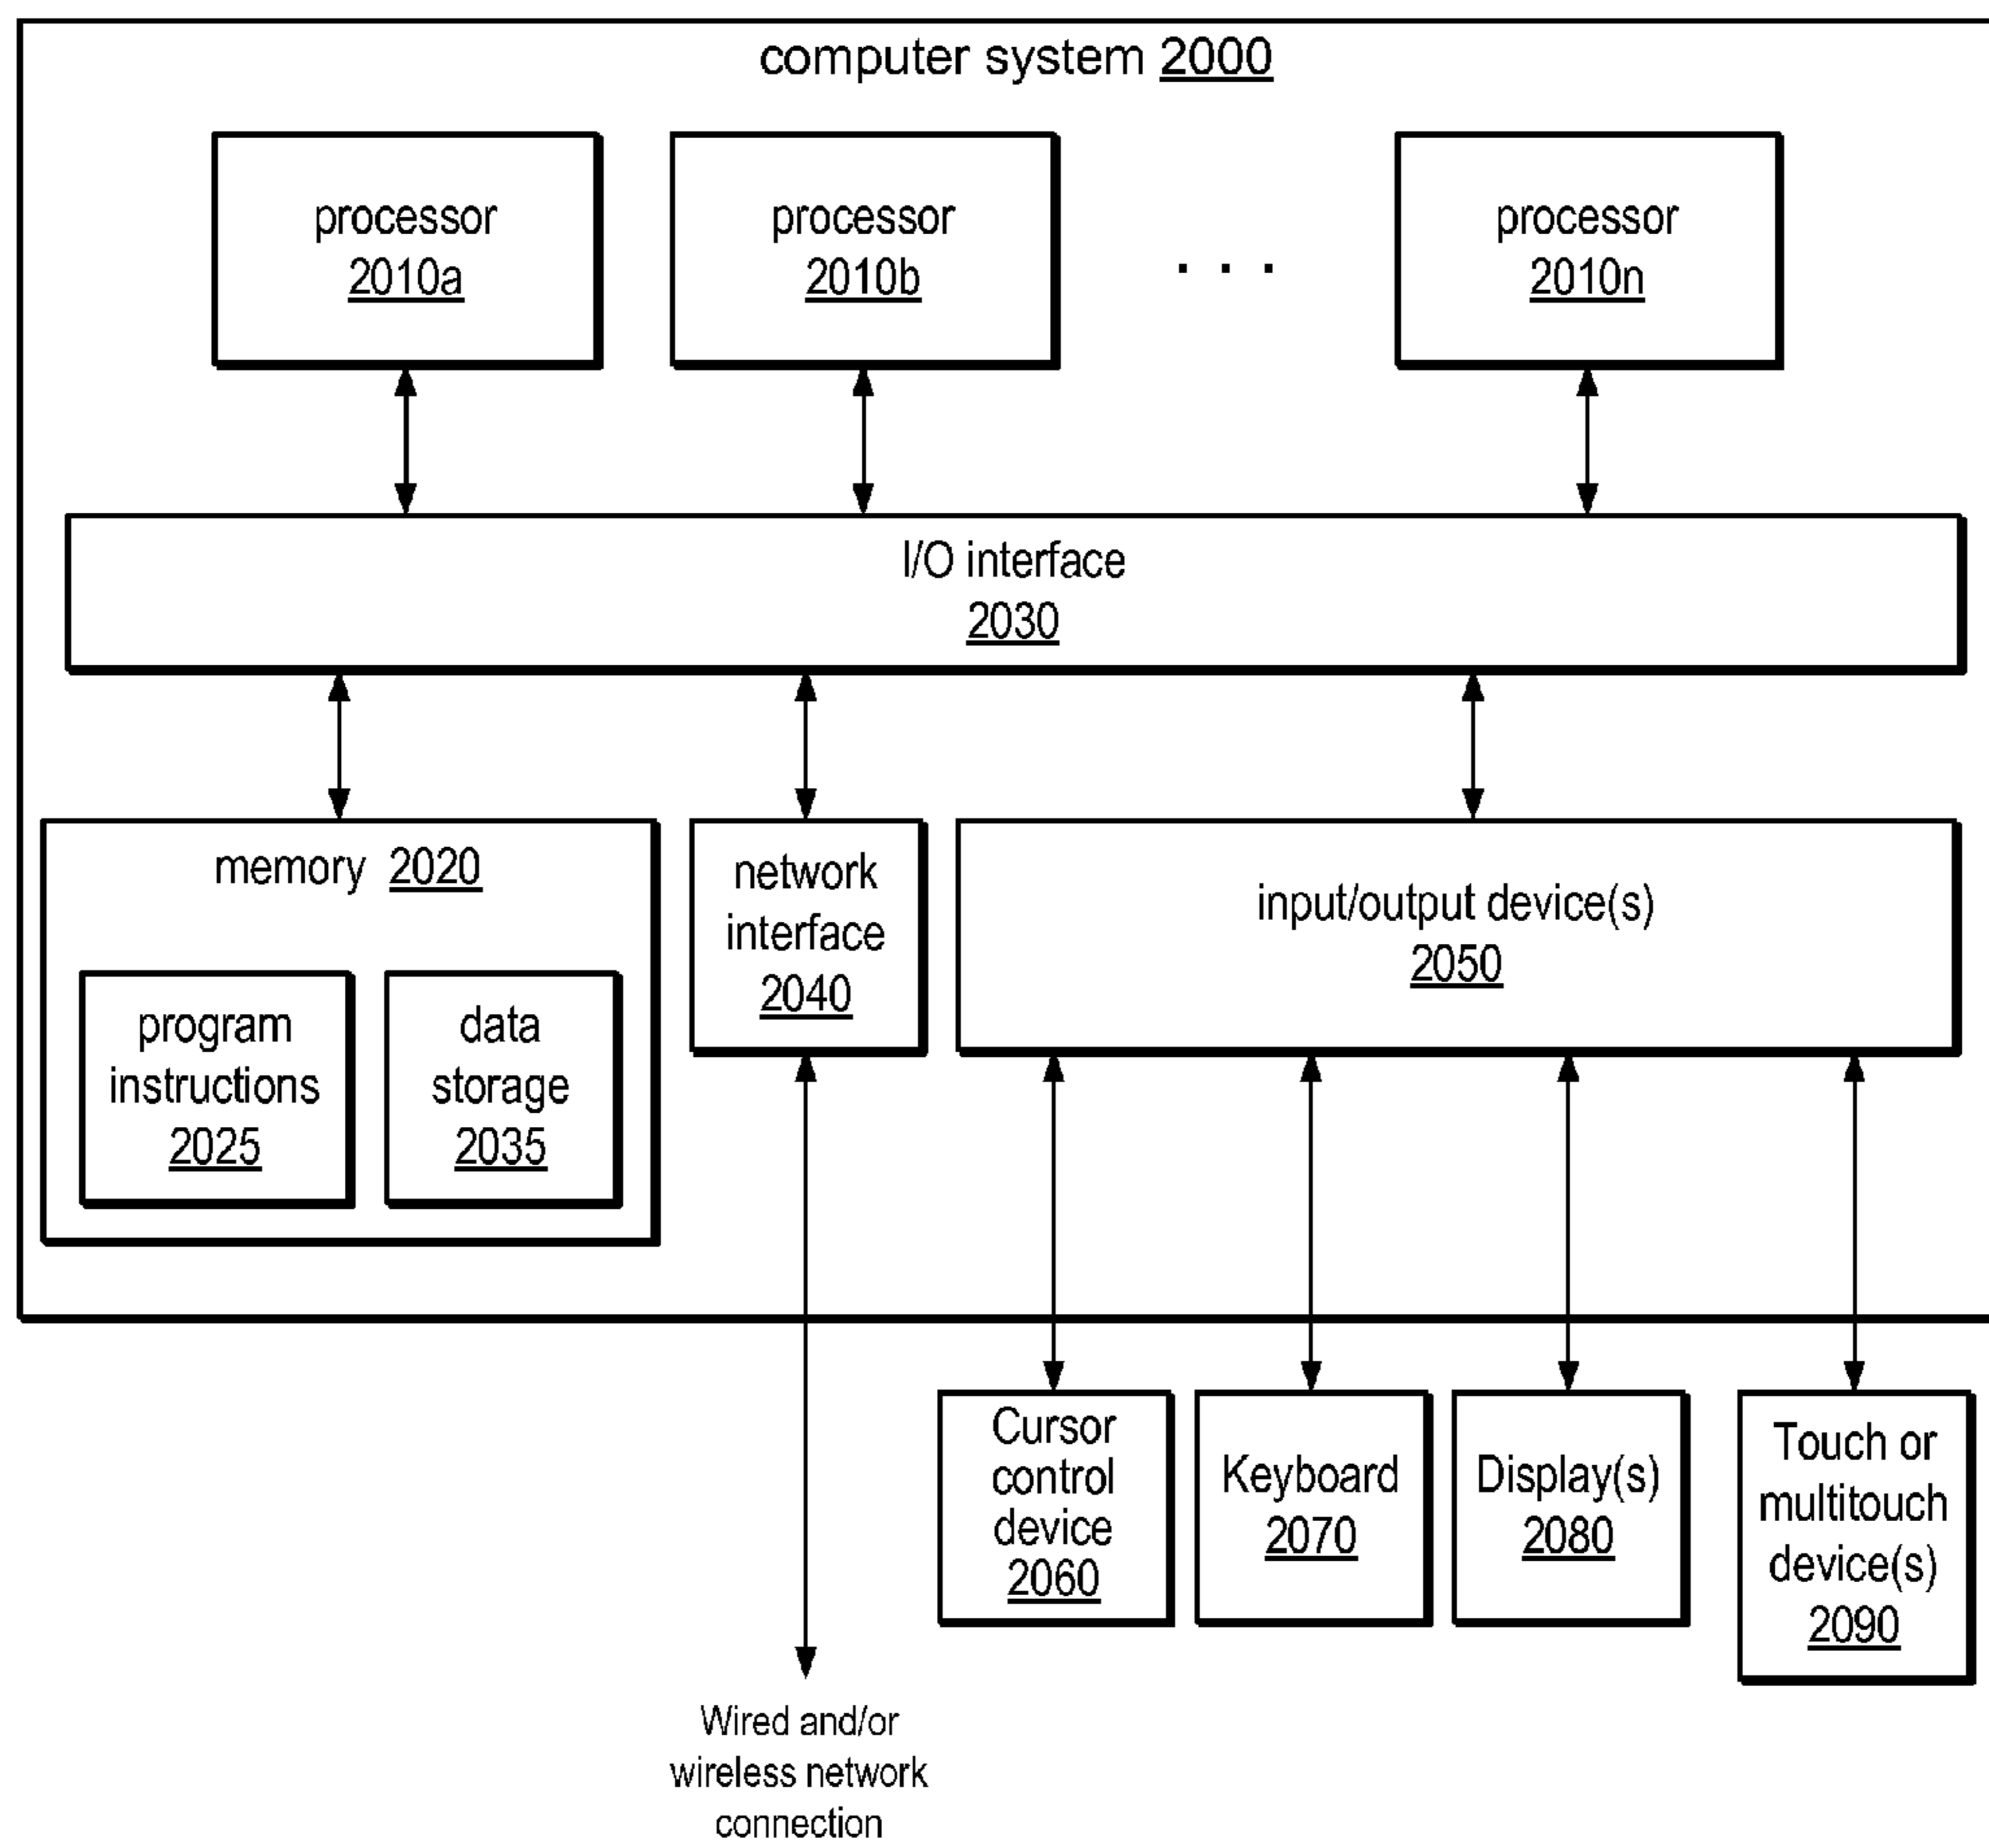 computer system 2000
processor
2010a
processor
2010b
. . .
processor
2010n
I/O interface
2030
memory 2020
program
instructions
2025
data
storage
2035
network
interface
2040
input/output device(s)
2050
Cursor
control
device
2060
Keyboard
2070
Display(s)
2080
Touch or
multitouch
device(s)
2090
Wired and/or
wireless network
connection